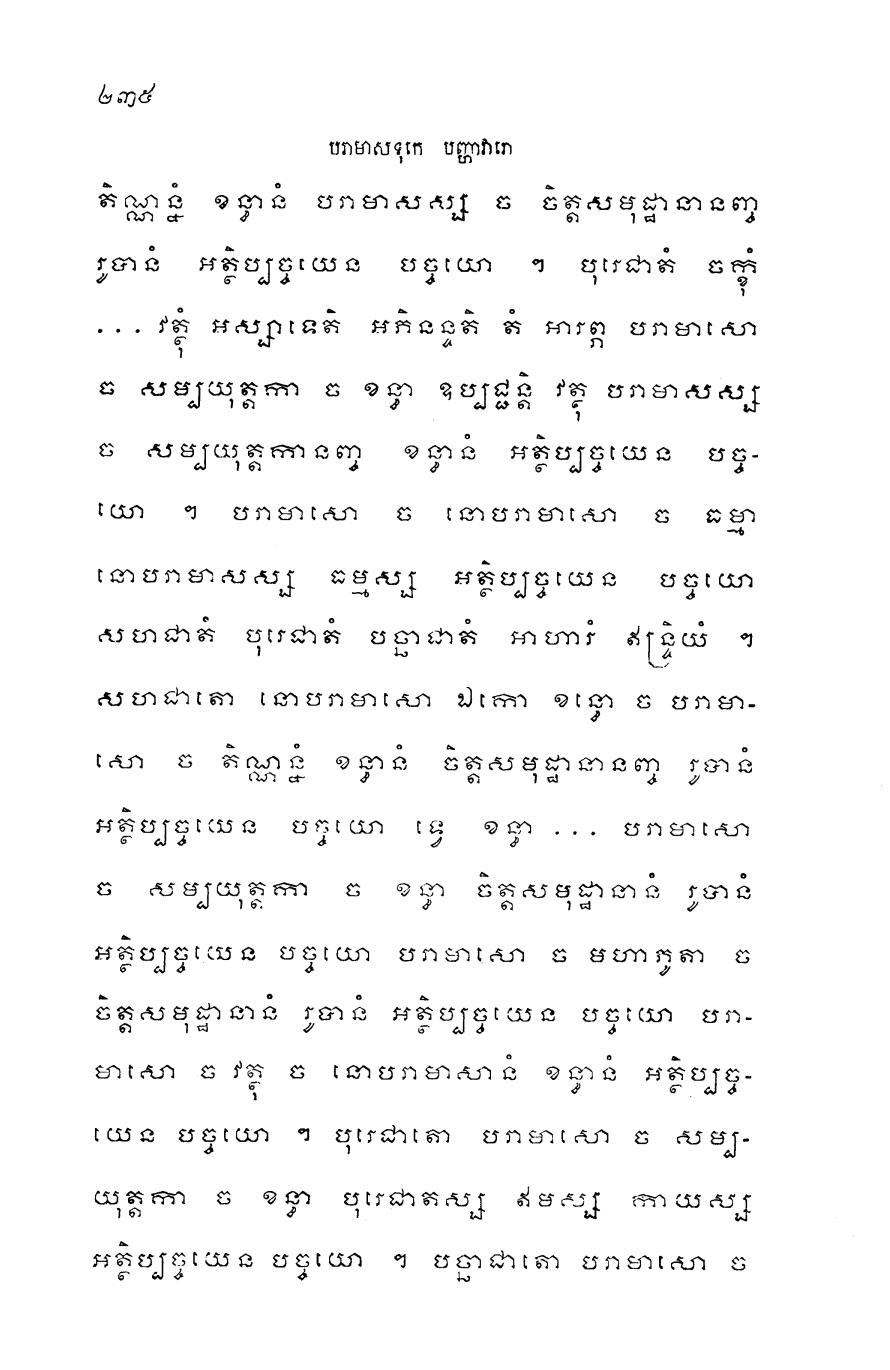 ២៣៥
បរាមាសទុកេ បញ្ហាវារោ
តិណ្ណន្នំ ខន្ធានំ បរាមាសស្ស ច ចិត្តសមុដ្ឋានានញ្ច
រូបានំ អត្ថិប្បច្ចយេន បច្ចយោ ។ បុរេជាតំ ចក្ខុំ
... វត្ថុំ អស្សាទេតិ អភិនន្ទតិ តំ អារព្ភ បរាមាសោ
ច សម្បយុត្តកា ច ខន្ធា ឧប្បជ្ជន្តិ វត្ថុ បរាមាសស្ស
ច សម្បយុត្តកានញ្ច ខន្ធានំ អត្ថិប្បច្ចយេន បច្ច-
យោ ។ បរាមាសោ ច នោបរាមាសោ ច ធម្មា
នោបរាមាសស្ស ធម្មស្ស អត្ថិប្បច្ចយេន បច្ចយោ
សហជាតំ បុរេជាតំ បច្ឆាជាតំ អាហារំ ឥន្ទ្រិយំ ។
សហជាតោ នោបរាមាសោ ឯកោ ខន្ធោ ច បរាមា-
សោ ច តិណ្ណន្នំ ខន្ធានំ ចិត្តសមុដ្ឋានានញ្ច រូបានំ
អត្ថិប្បច្ចយេន បច្ចយោ ទ្វេ ខន្ធា ... បរាមាសោ
ច សម្បយុត្តកា ច ខន្ធា ចិត្តសមុដ្ឋានានំ រូបានំ
អត្ថិប្បច្ចយេន បច្ចយោ បរាមាសោ ច មហាភូតា ច
ចិត្តសមុដ្ឋានានំ រូបានំ អត្ថិប្បច្ចយេន បច្ចយោ បរា-
មាសោ ច វត្ថុ ច នោបរាមាសានំ ខន្ធានំ អត្ថិប្បច្ច-
យេន បច្ចយោ ។ បុរេជាតោ បរាមាសោ ច សម្ប-
យុត្តកា ច ខន្ធា បុរេជាតស្ស ឥមស្ស កាយស្ស
អត្ថិប្បច្ចយេន បច្ចយោ ។ បច្ឆាជាតោ បរាមាសោ ច